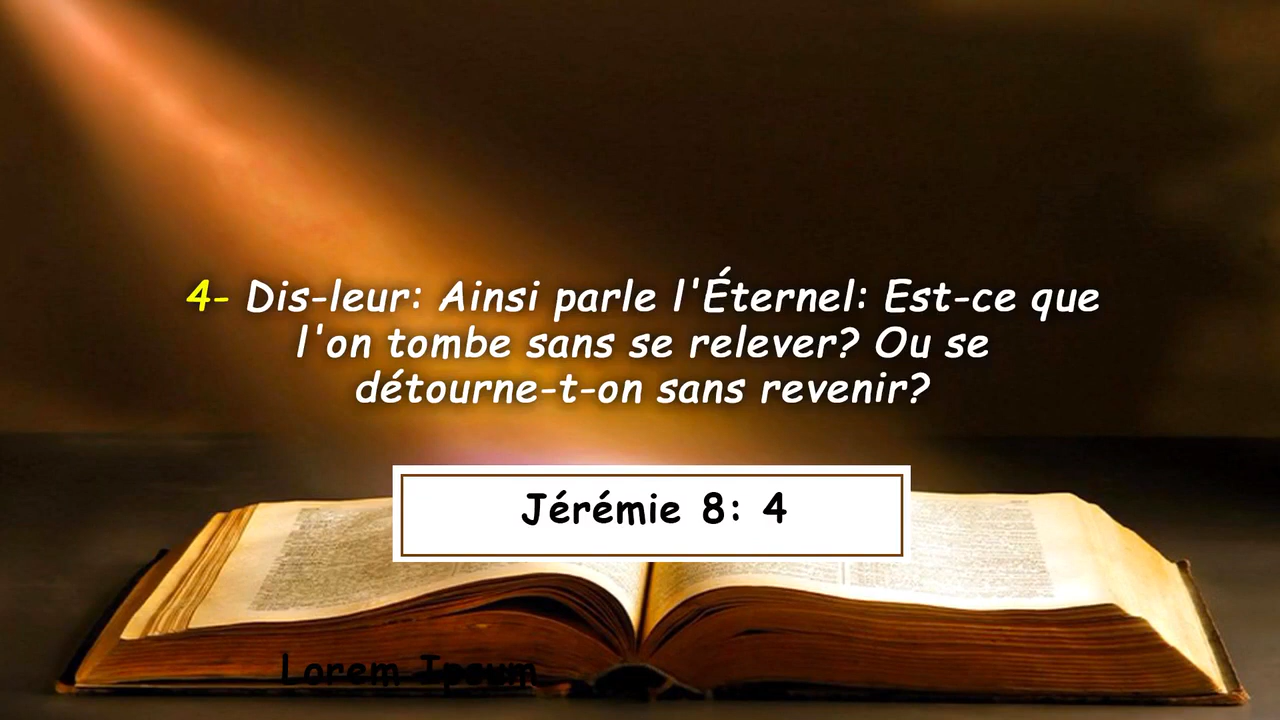 4- Dis-leur: Ainsi parle l'Éternel: Est-ce que
l'on tombe sans se relever? Ou se
détourne-t-on sans revenir?
Jérémie 8: 4
Lorem Ipsum